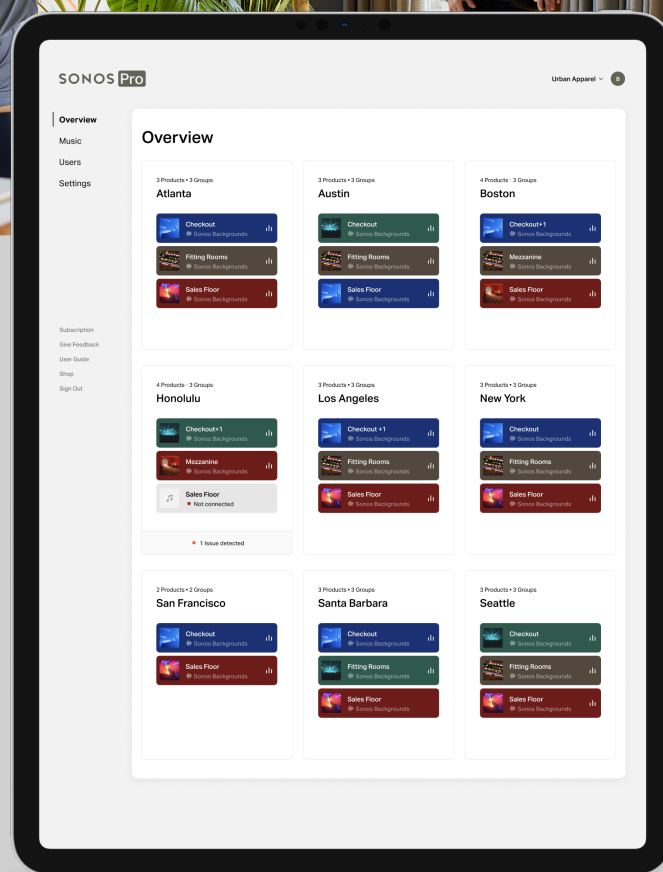 SONOS Pro
Urban Apparel
B
Overview
Music
Users
Settings
Subscription
Give Feedback
User Guide
Shop
Sign Out
Overview
3 Products • 3 Groups
Atlanta
Checkout
Sonos Backgrounds
Fitting Rooms
Sonos Backgrounds
Sales Floor
Sonos Backgrounds
3 Products • 3 Groups
Austin
Checkout
Sonos Backgrounds
Fitting Rooms
Sonos Backgrounds
Sales Floor
Sonos Backgrounds
4 Products · 3 Groups
Boston
Checkout+1
Sonos Backgrounds
Mezzanine
Sonos Backgrounds
Sales Floor
Sonos Backgrounds
4 Products · 3 Groups
Honolulu
Checkout+1
Sonos Backgrounds
Mezzanine
Sonos Backgrounds
Sales Floor
Not connected
1 Issue detected
3 Products • 3 Groups
Los Angeles
Checkout +1
Sonos Backgrounds
Fitting Rooms
Sonos Backgrounds
Sales Floor
Sonos Backgrounds
3 Products • 3 Groups
New York
Checkout
Sonos Backgrounds
Fitting Rooms
Sonos Backgrounds
Sales Floor
Sonos Backgrounds
2 Products • 2 Groups
San Francisco
Checkout
Sonos Backgrounds
Sales Floor
Sonos Backgrounds
3 Products • 3 Groups
Santa Barbara
Checkout
Sonos Backgrounds
Fitting Rooms
Sonos Backgrounds
Sales Floor
Sonos Backgrounds
3 Products • 3 Groups
Seattle
Checkout
Sonos Backgrounds
Fitting Rooms
Sonos Backgrounds
Sales Floor
Sonos Backgrounds